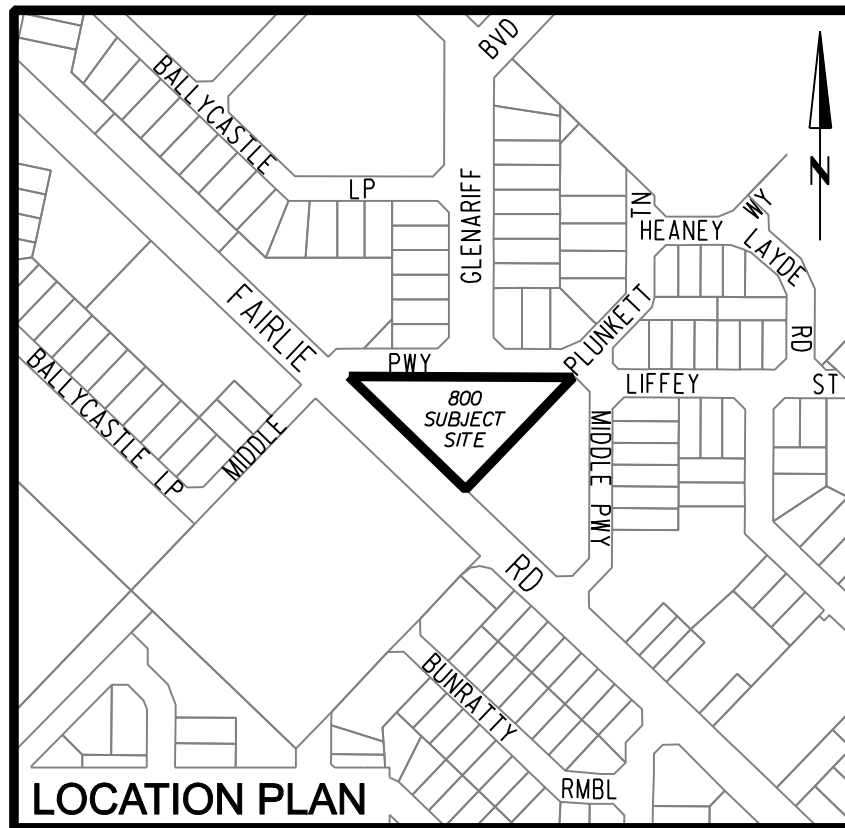 BVD
BALLYCASTLE
LP
GLENARIFF
N
TN
WY
HEANEY
LAYDE
FAIRLIE
PLUNKETT
RD
PWY
LIFFEY
ST
800
SUBJECT
SITE
BALLYCASTLE LP
MIDDLE
MIDDLE PWY
RD
BUNRATTY
RMBL
LOCATION PLAN